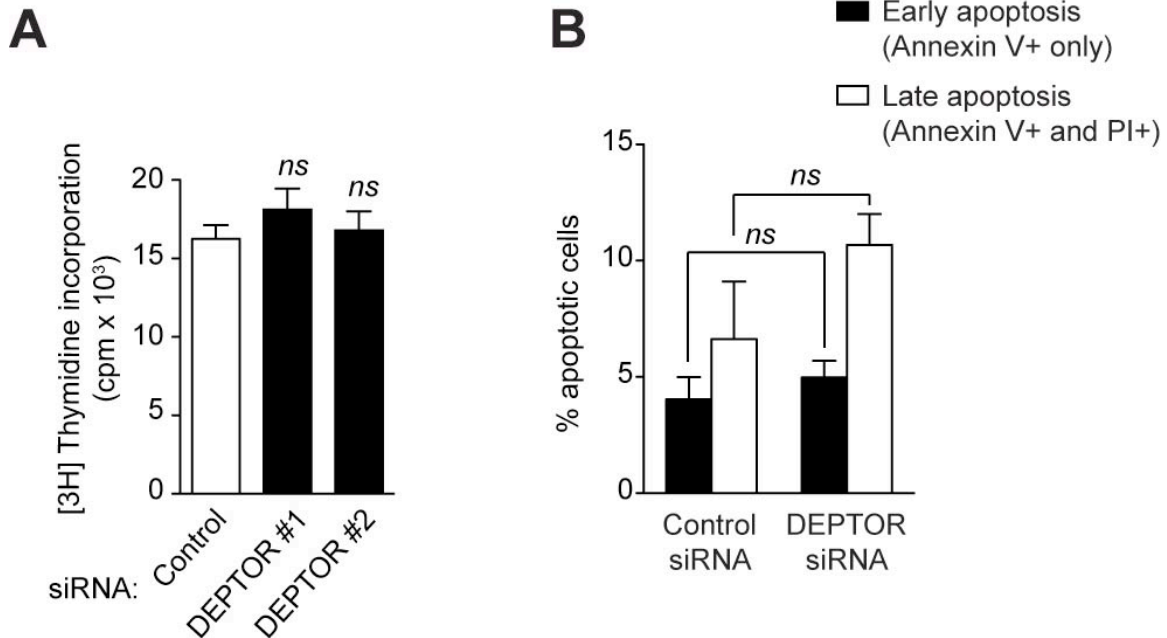 A
[3H] Thymidine incorporation
(cpm x 10³)
20
15
10
5
0
ns
ns
siRNA:
Control
DEPTOR #1
DEPTOR #2
B
Early apoptosis
(Annexin V+ only)
Late apoptosis
(Annexin V+ and PI+)
% apoptotic cells
15
10
5
0
ns
ns
Control
siRNA
DEPTOR
siRNA